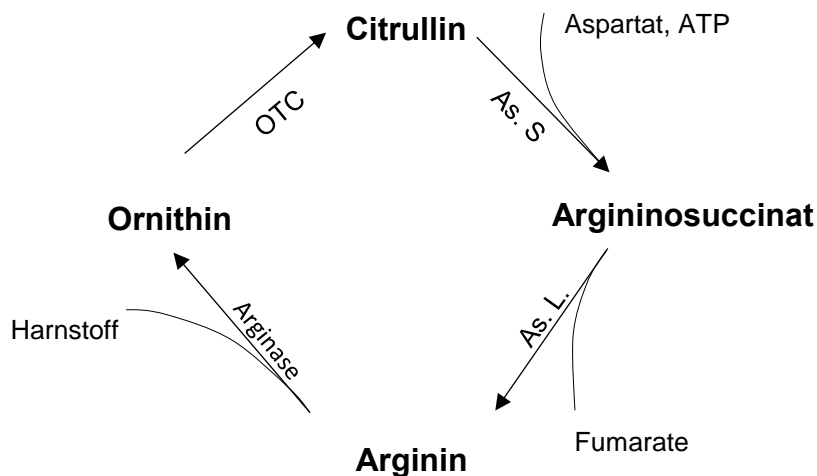 Citrullin
Aspartat, ATP
OTC
As. S
Ornithin
Argininosuccinat
Harnstoff
Arginase
As. L.
Arginin
Fumarate